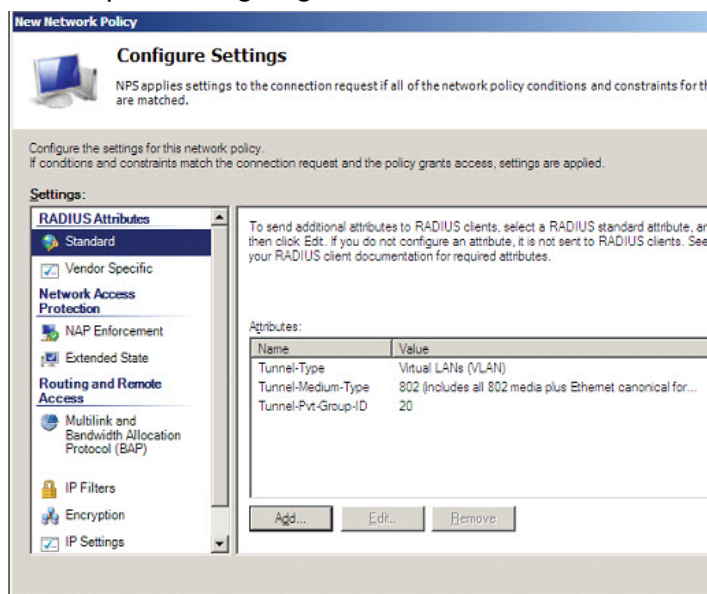 New Network Policy
Configure Settings
NPS applies settings to the connection request if all of the network policy conditions and constraints for
are matched.
Configure the settings for this network policy.
If conditions and constraints match the connection request and the policy grants access, settings are applied.
Settings:
RADIUS Attributes
Standard
Vendor Specific
Network Access
Protection
NAP Enforcement
Extended State
Routing and Remote
Access
Multilink and
Bandwidth Allocation
Protocol (BAP)
IP Filters
Encryption
IP Settings
To send additional attributes to RADIUS clients, select a RADIUS standard attribute,
then click Edit. If you do not configure an attribute, it is not sent to RADIUS clients. See
your RADIUS client documentation for required attributes.
Attributes:
Name Value
Tunnel-Type Virtual LANs (VLAN)
Tunnel-Medium-Type 802 (includes all 802 media plus Ethernet canonical for...
Tunnel-Pvt-Group-ID 20
Add... Edit... Remove